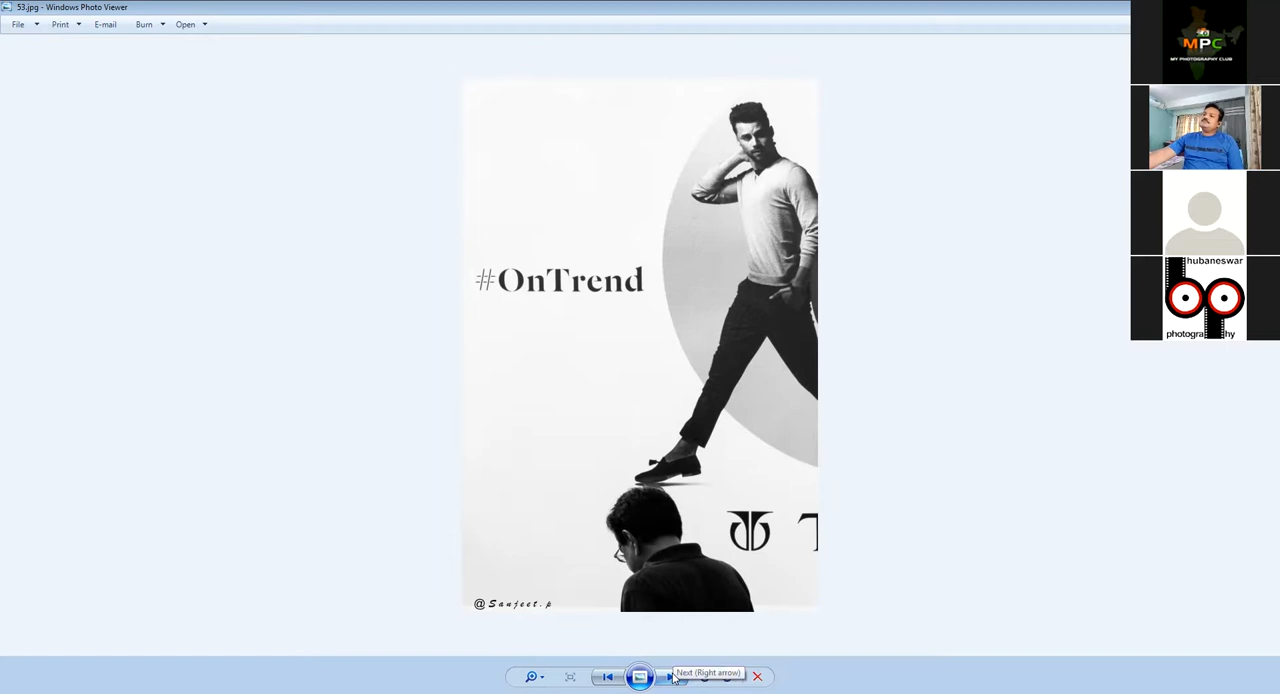 53.jpg - Windows Photo Viewer
File Print E-mail Burn Open
MPC
MY PHOTOGRAPHY CLUB
#OnTrend
hubaneswar
photogra hy
T
@Sanjeet.p
Next (Right arrow)